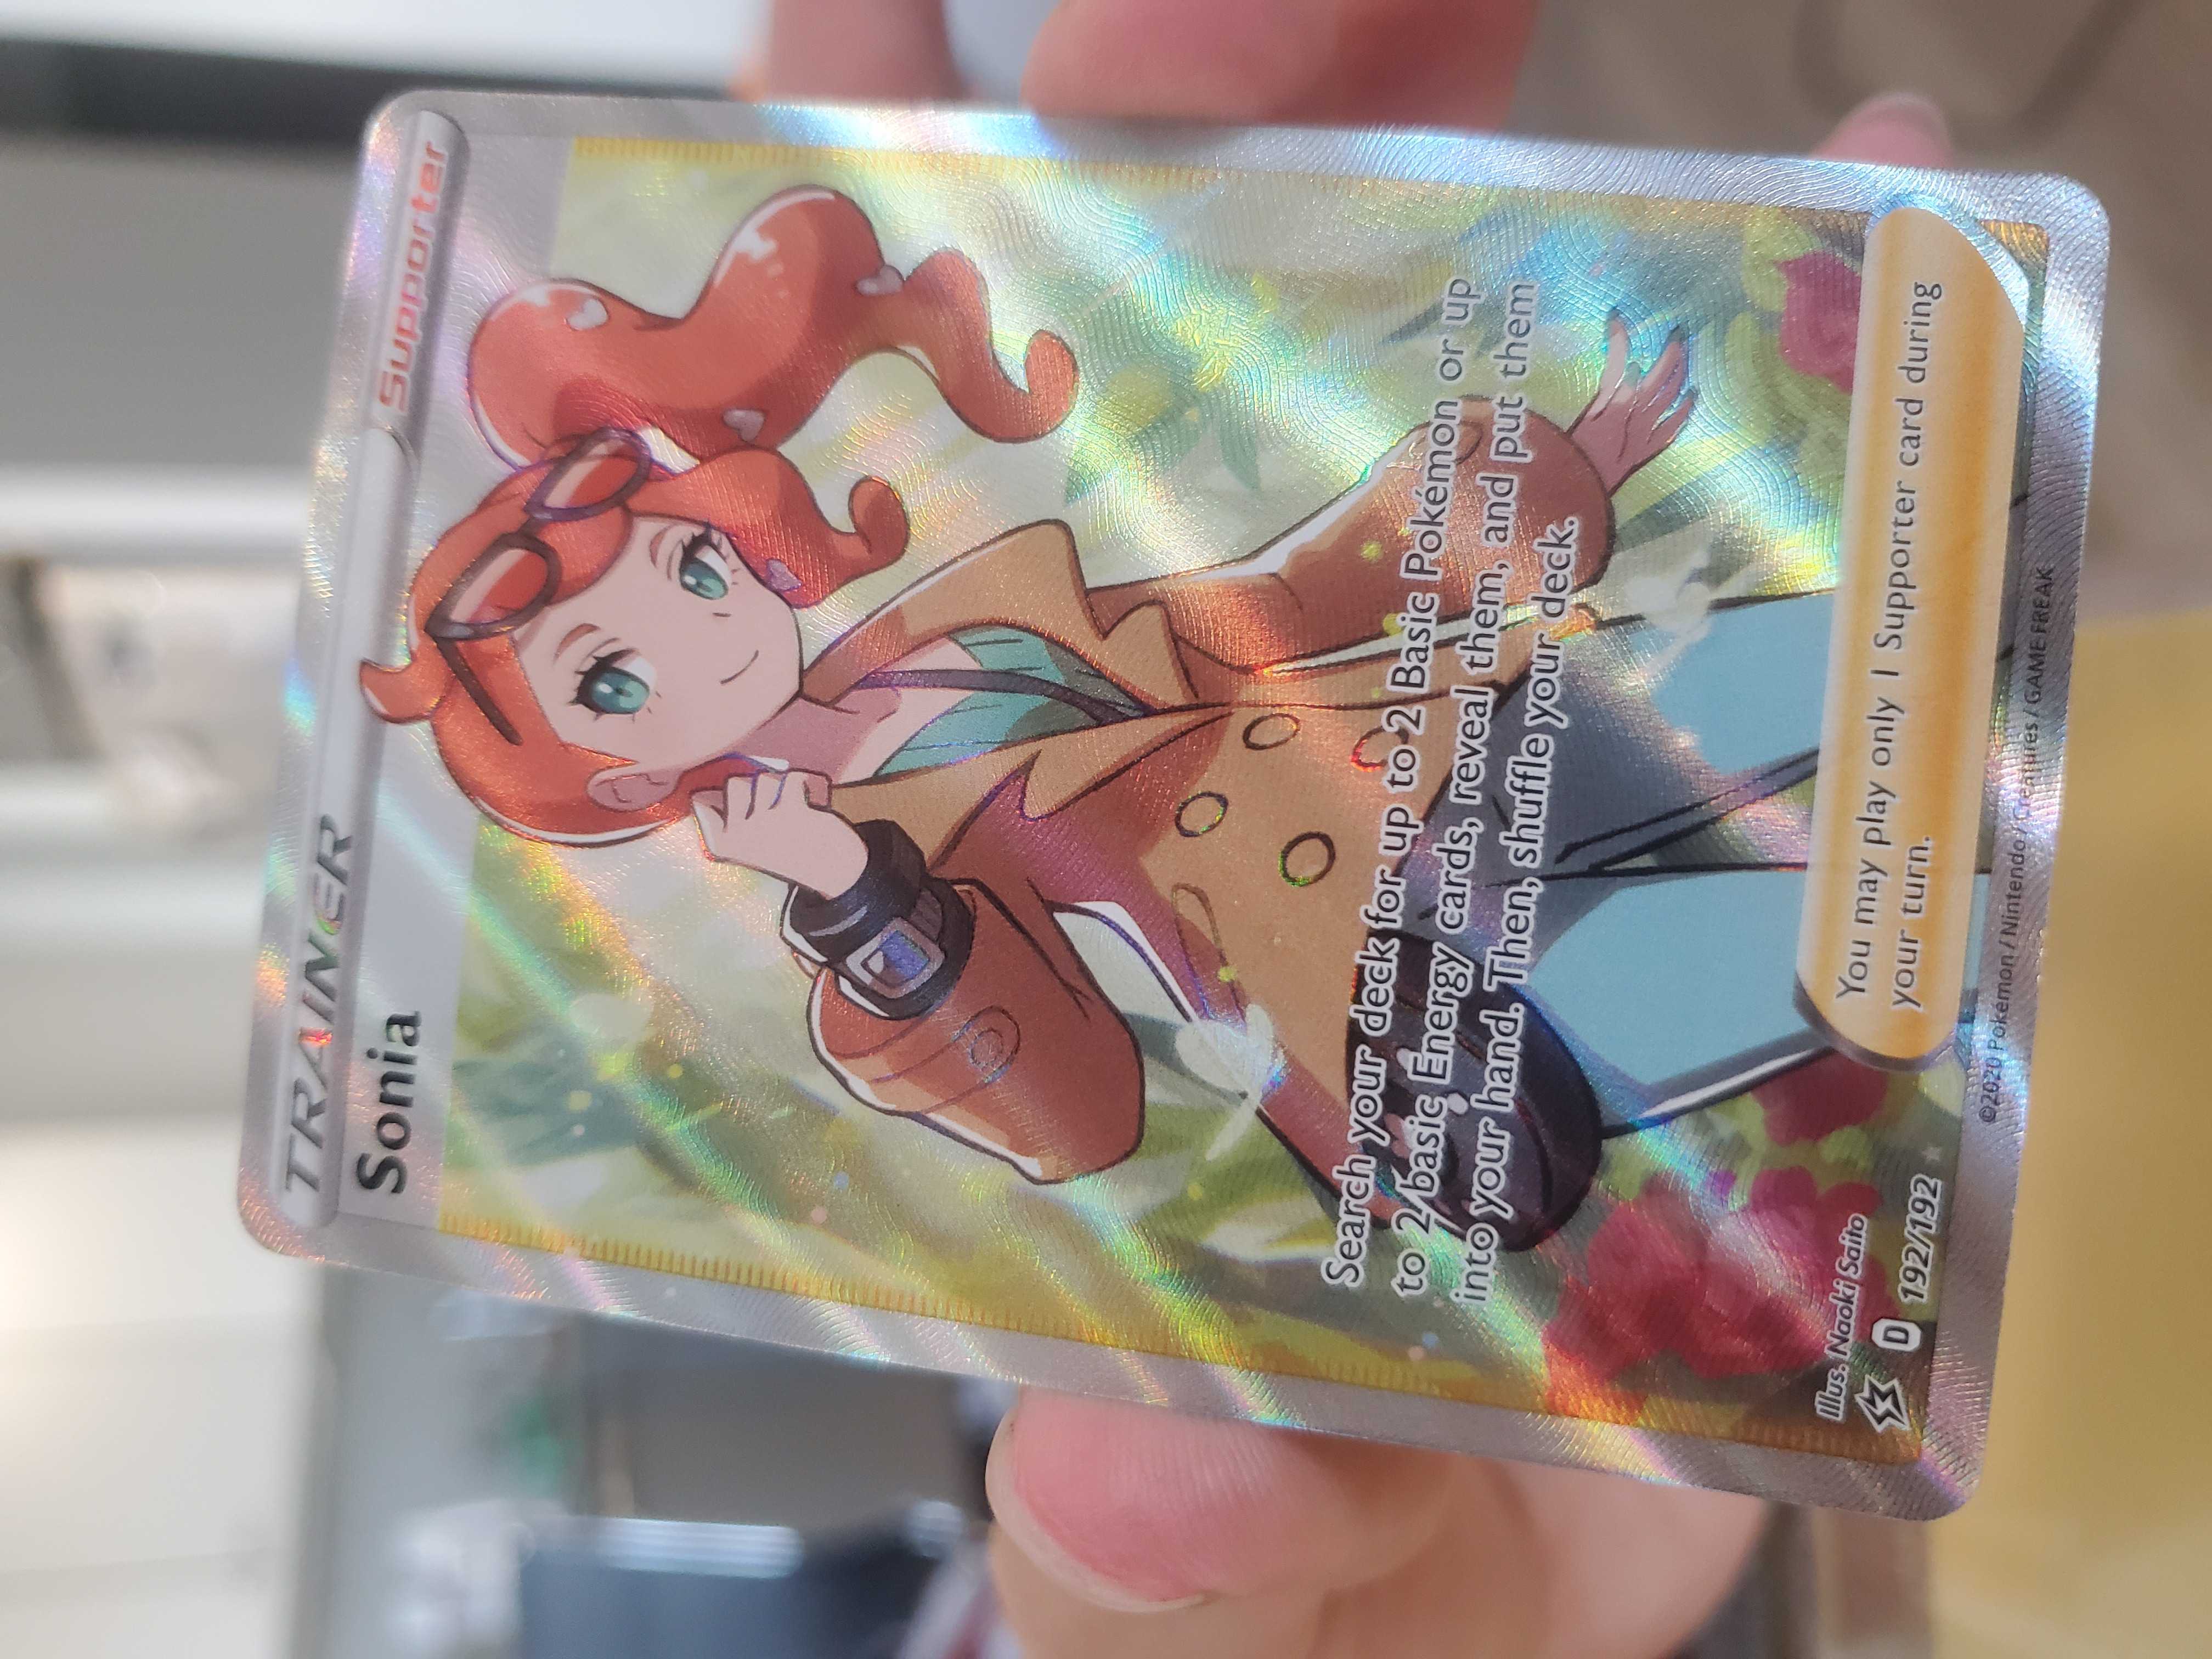 TRAINER
Supporter
Sonia
Search your deck for up to 2 Basic Pokémon or up
to 2 basic Energy cards, reveal them, and put them
into your hand. Then, shuffle your deck.
Illus. Naoki Saito
D 192/192 ★
You may play only 1 Supporter card during
your turn.
©2020 Pokémon / Nintendo / Creatures / GAME FREAK